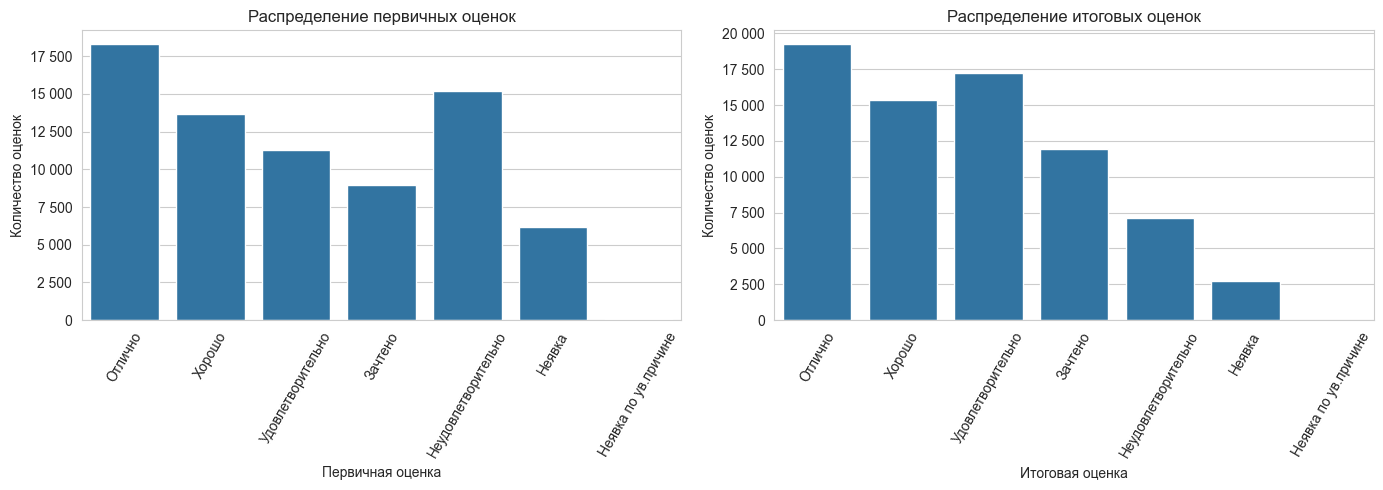 Распределение первичных оценок
Количество оценок
17 500
15 000
12 500
10 000
7 500
5 000
2 500
0
Отлично
Хорошо
Удовлетворительно
Зачтено
Неудовлетворительно
Неявка
Неявка по ув.причине
Первичная оценка
Распределение итоговых оценок
Количество оценок
20 000
17 500
15 000
12 500
10 000
7 500
5 000
2 500
0
Отлично
Хорошо
Удовлетворительно
Зачтено
Неудовлетворительно
Неявка
Неявка по ув.причине
Итоговая оценка